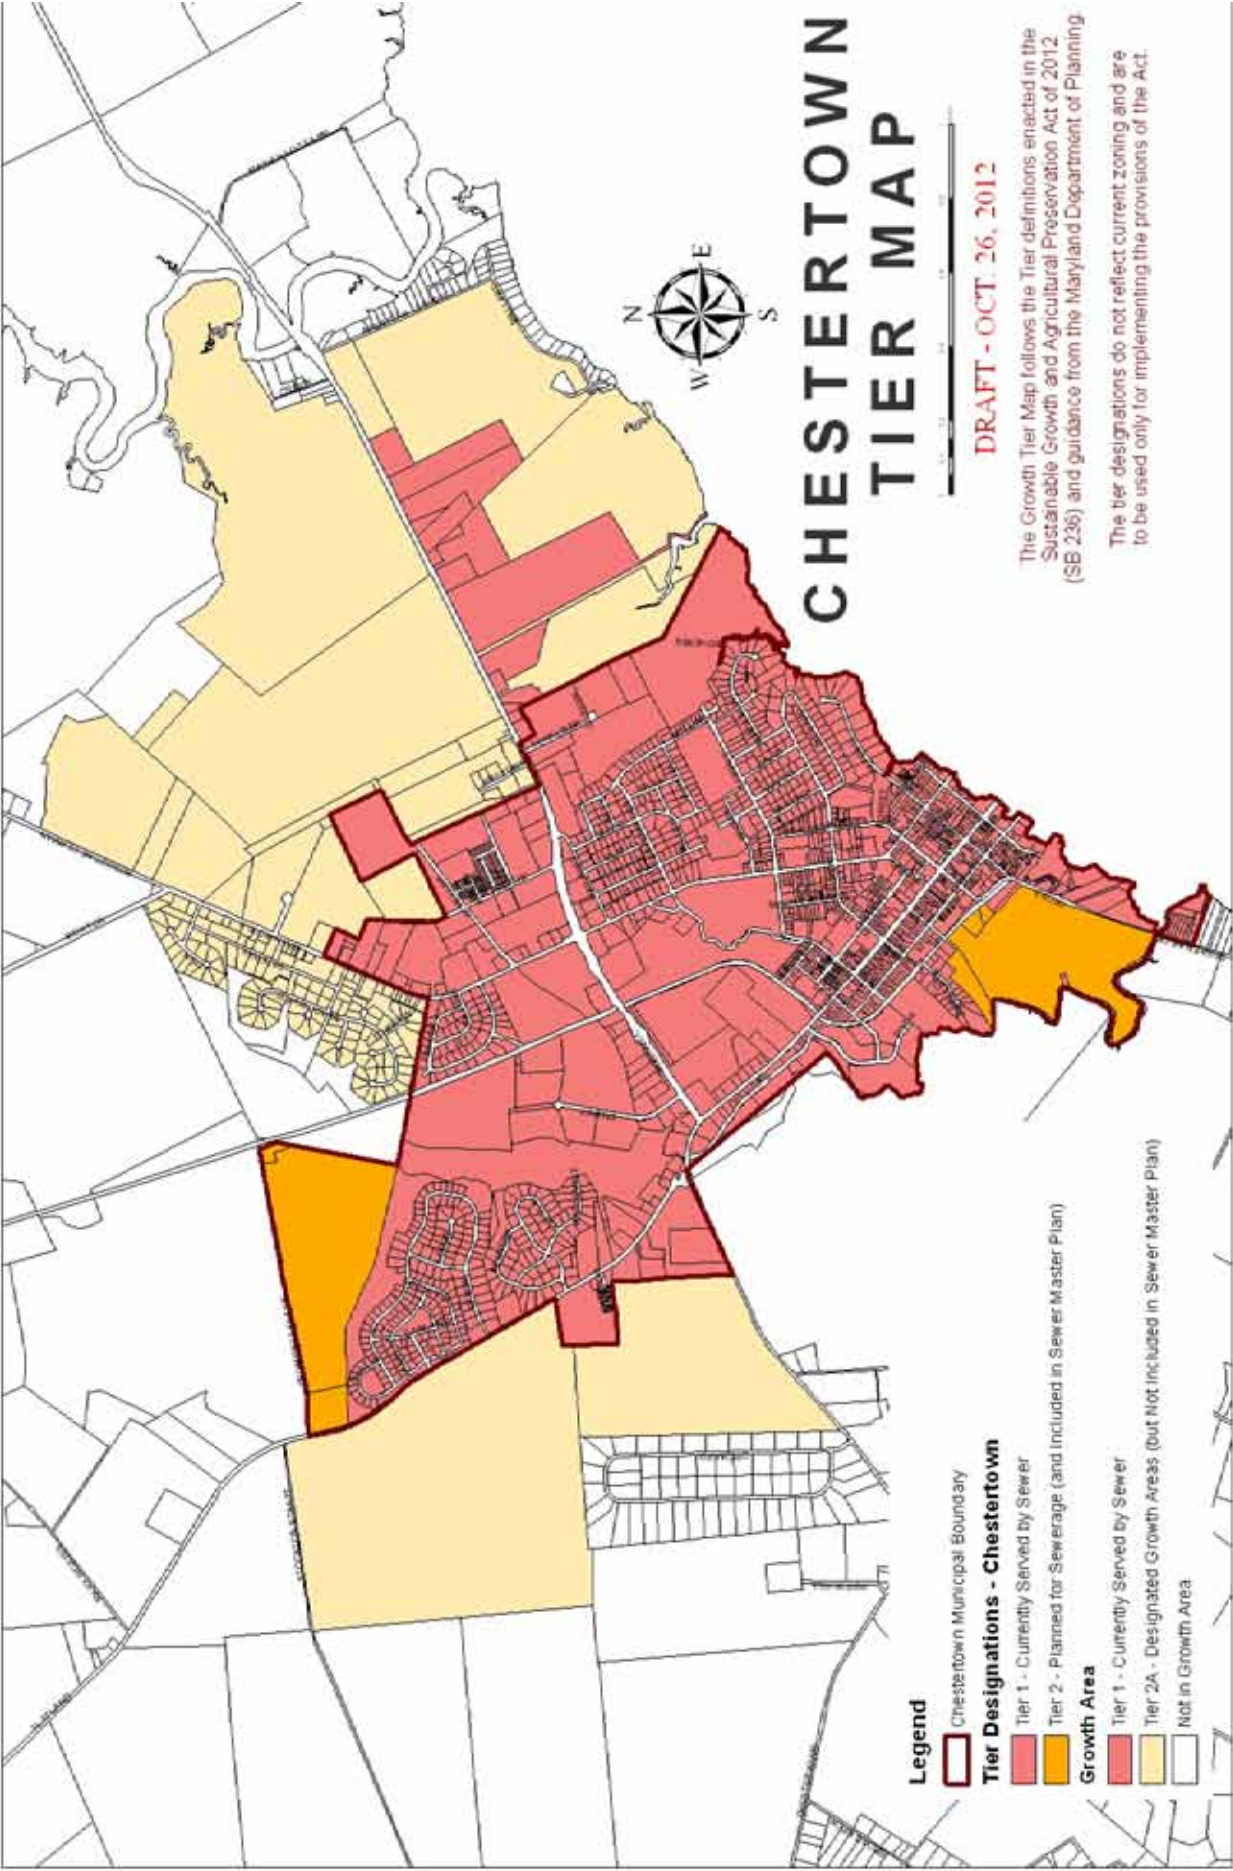 CHESTERTOWN
TIER MAP
N
W
E
S
DRAFT - OCT. 26, 2012
The Growth Tier Map follows the Tier definitions enacted in the
Sustainable Growth and Agricultural Preservation Act of 2012
(SB 236) and guidance from the Maryland Department of Planning.
The tier designations do not reflect current zoning and are
to be used only for implementing the provisions of the Act.
Legend
Chestertown Municipal Boundary
Tier Designations - Chestertown
Tier 1 - Currently Served by Sewer
Tier 2 - Planned for Sewerage (and Included in Sewer Master Plan)
Growth Area
Tier 1 - Currently Served by Sewer
Tier 2A - Designated Growth Areas (but Not Included in Sewer Master Plan)
Not in Growth Area